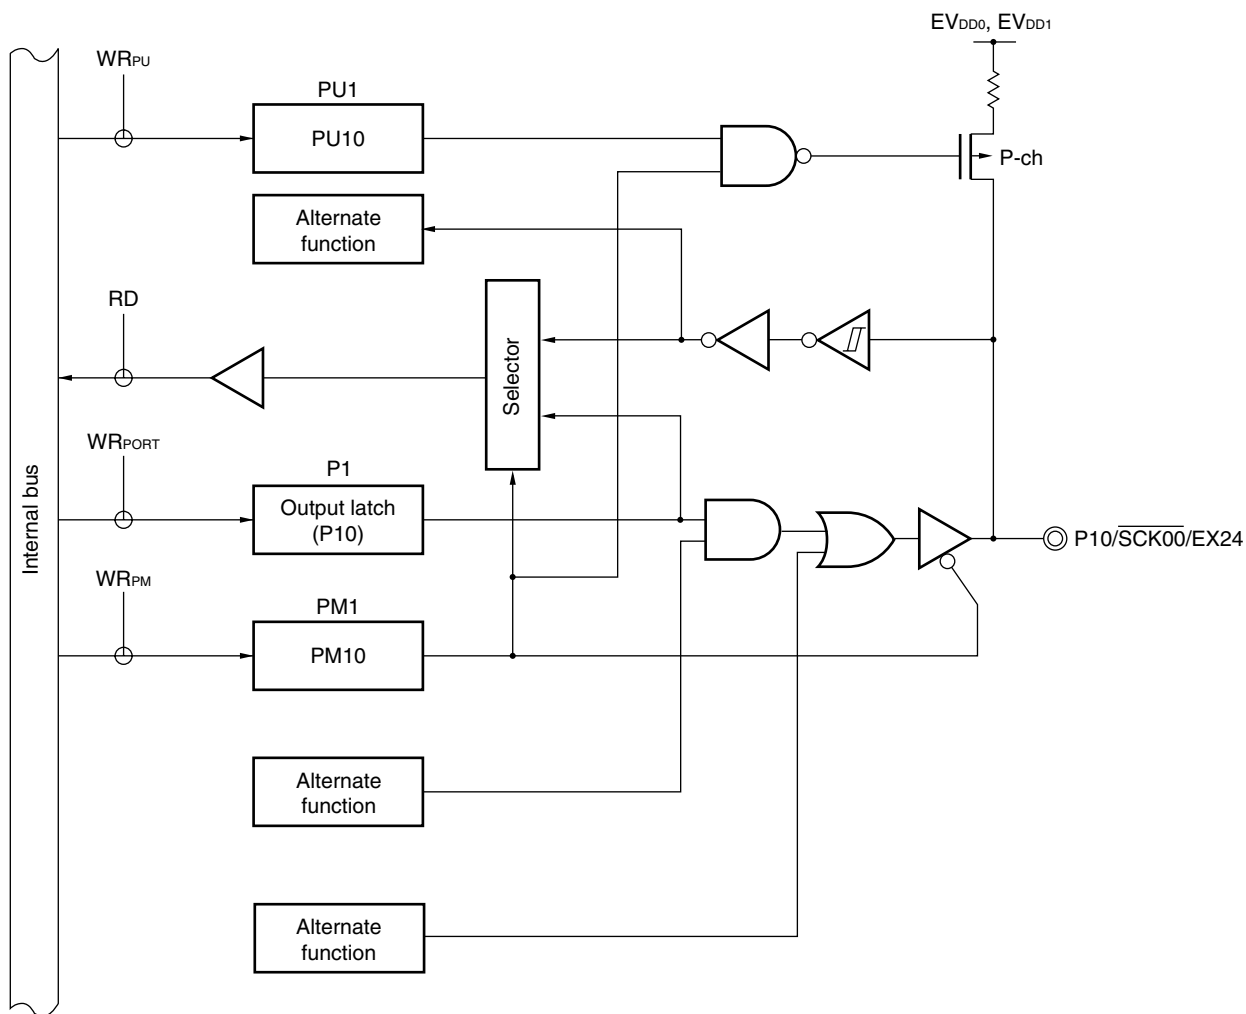 EVDD0, EVDD1
WRPU
PU1
PU10
P-ch
Alternate
function
RD
Selector
WRPORT
P1
Output latch
(P10)
Internal bus
P10/SCK00/EX24
WRPM
PM1
PM10
Alternate
function
Alternate
function